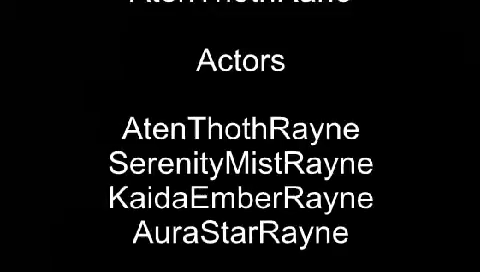 Actors
AtenThothRayne
SerenityMistRayne
KaidaEmberRayne
AuraStarRayne